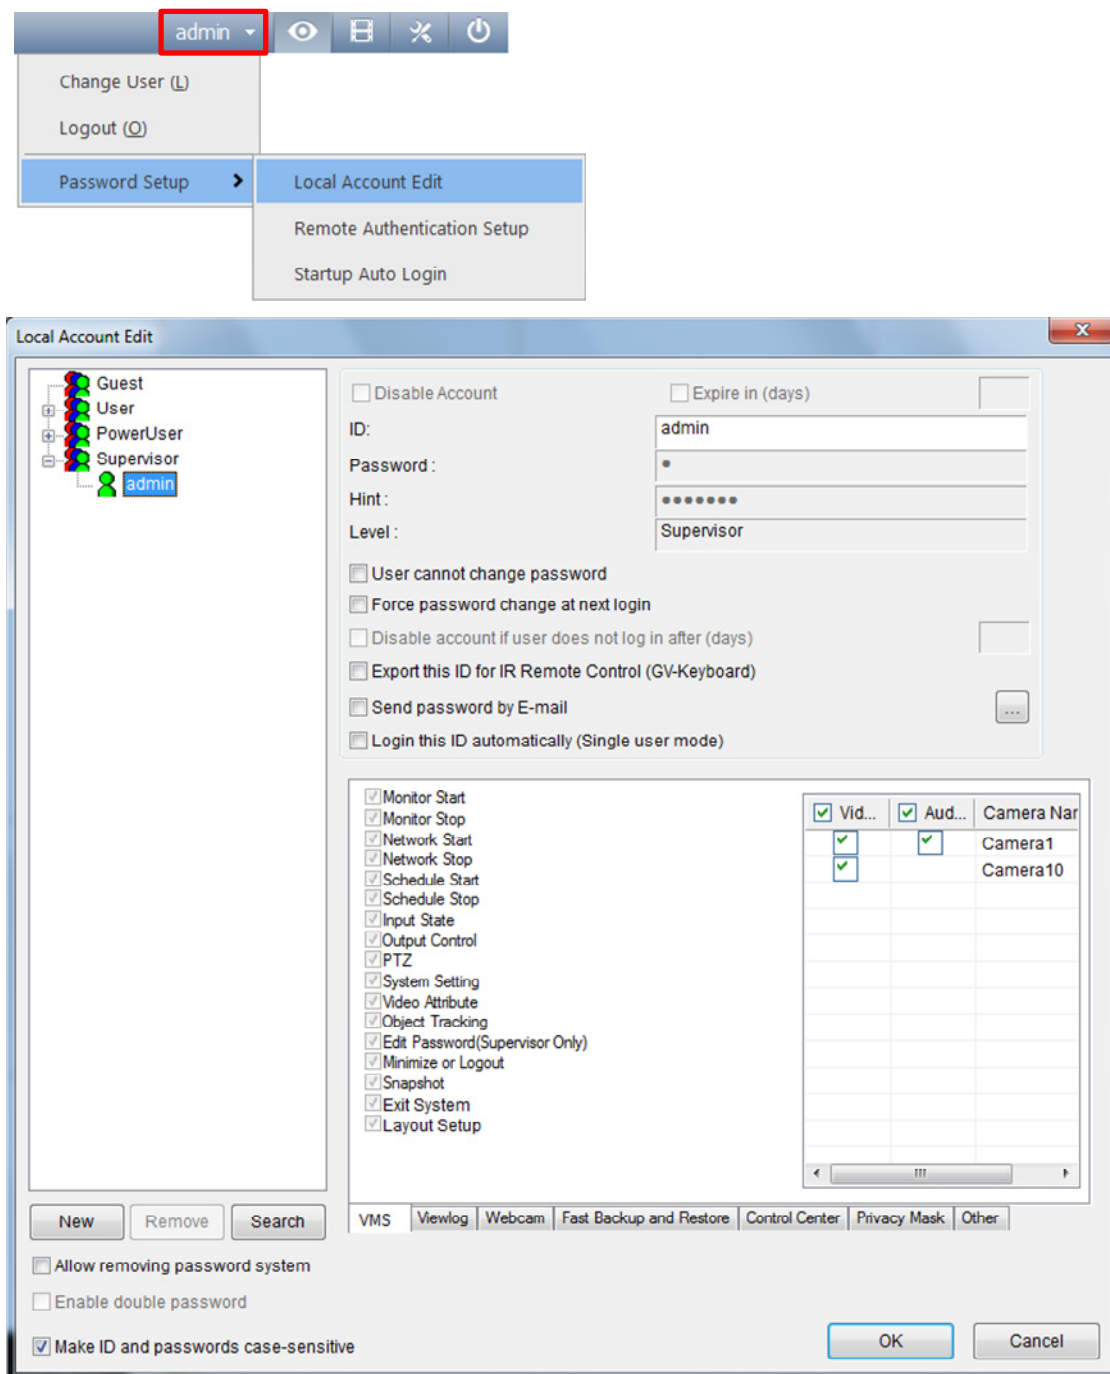 admin
Change User (L)
Logout (O)
Password Setup
Local Account Edit
Remote Authentication Setup
Startup Auto Login
Local Account Edit
Guest
User
PowerUser
Supervisor
admin
Disable Account
Expire in (days)
ID:
admin
Password :
Hint :
Level :
Supervisor
User cannot change password
Force password change at next login
Disable account if user does not log in after (days)
Export this ID for IR Remote Control (GV-Keyboard)
Send password by E-mail
...
Login this ID automatically (Single user mode)
Monitor Start
Monitor Stop
Network Start
Network Stop
Schedule Start
Schedule Stop
Input State
Output Control
PTZ
System Setting
Video Attribute
Object Tracking
Edit Password(Supervisor Only)
Minimize or Logout
Snapshot
Exit System
Layout Setup
Vid... Aud... Camera Nar
Camera1
Camera10
New Remove Search
VMS Viewlog Webcam Fast Backup and Restore Control Center Privacy Mask Other
Allow removing password system
Enable double password
Make ID and passwords case-sensitive
OK Cancel